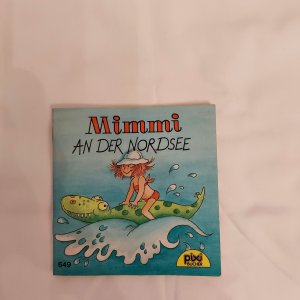 Mimmi
AN DER NORDSEE
649
pixi
BÜCHER